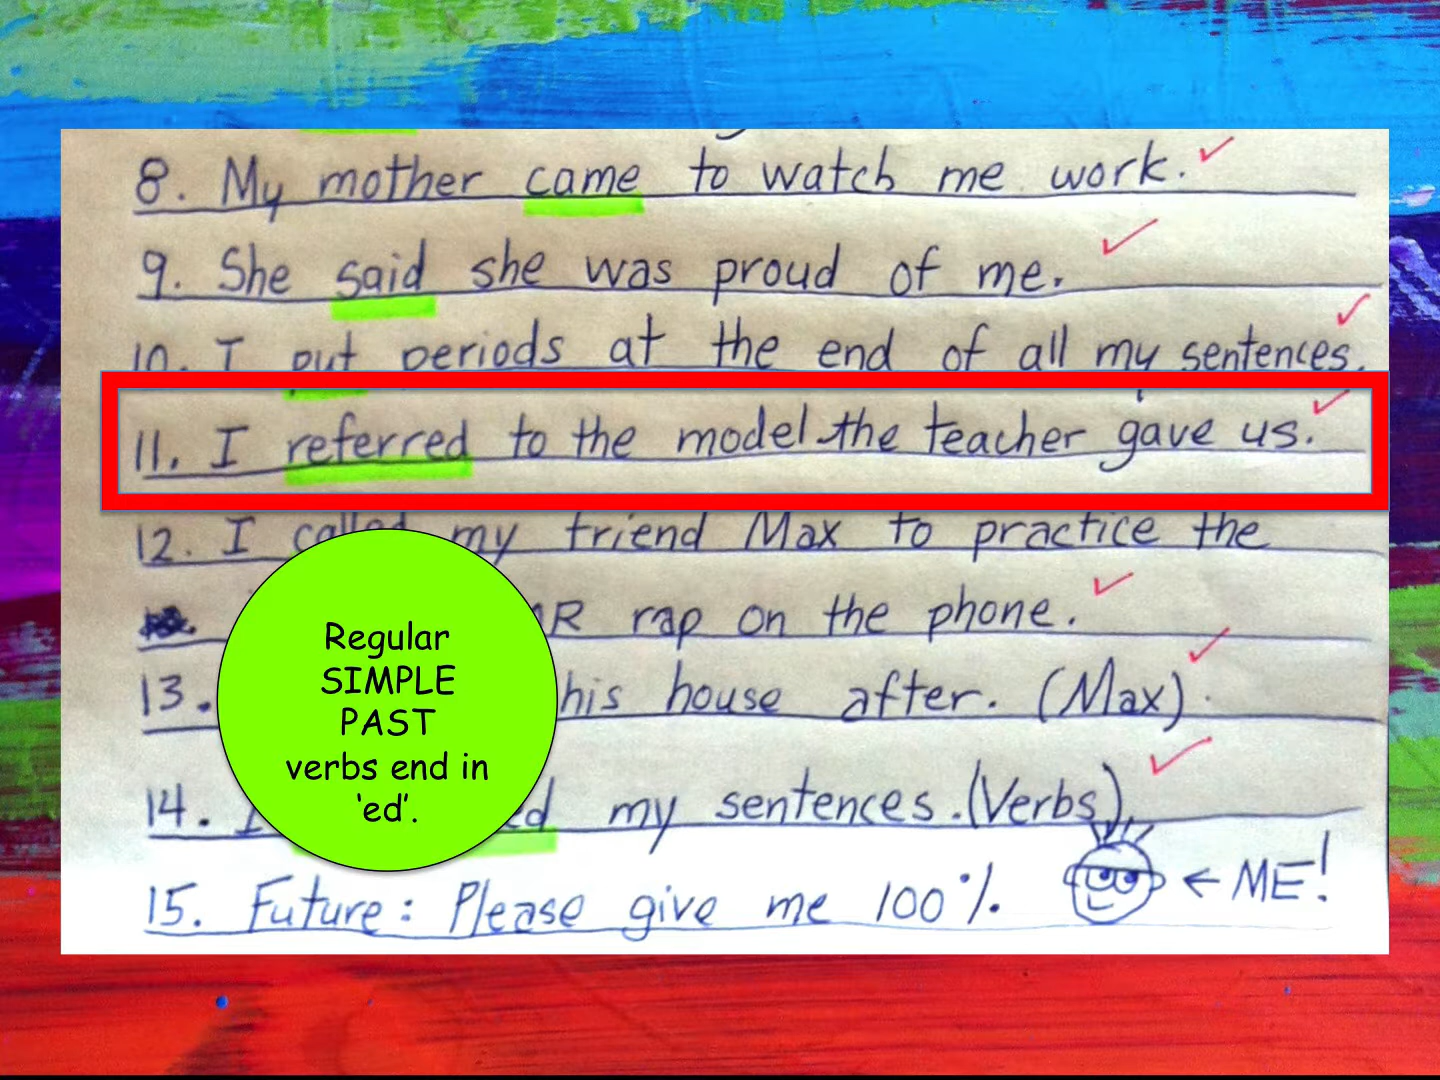 8. My mother came to watch me work.
9. She said she was proud of me.
10. I put periods at the end of all my sentences.
11. I referred to the model the teacher gave us.
12. I called my friend Max to practice the
rap on the phone.
13. his house after. (Max)
14. I my sentences. (Verbs)
15. Future: Please give me 100%.
← ME!
Regular
SIMPLE
PAST
verbs end in
‘ed’.